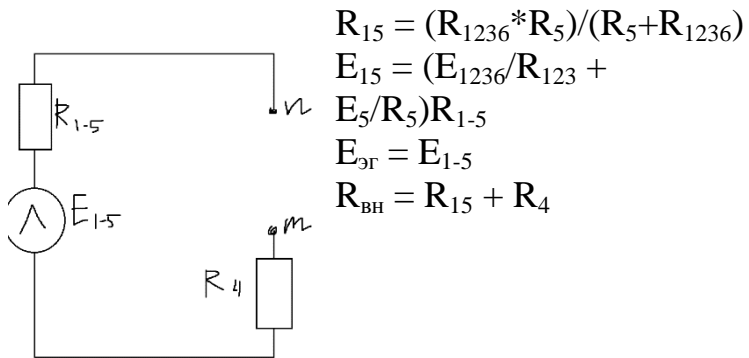 R₁₅ = (R₁₂₃₆*R₅)/(R₅+R₁₂₃₆)
E₁₅ = (E₁₂₃₆/R₁₂₃ +
E₅/R₅)R₁₋₅
Eэг = E₁₋₅
Rвн = R₁₅ + R₄
R₁₋₅
n
E₁₋₅
m
R₄